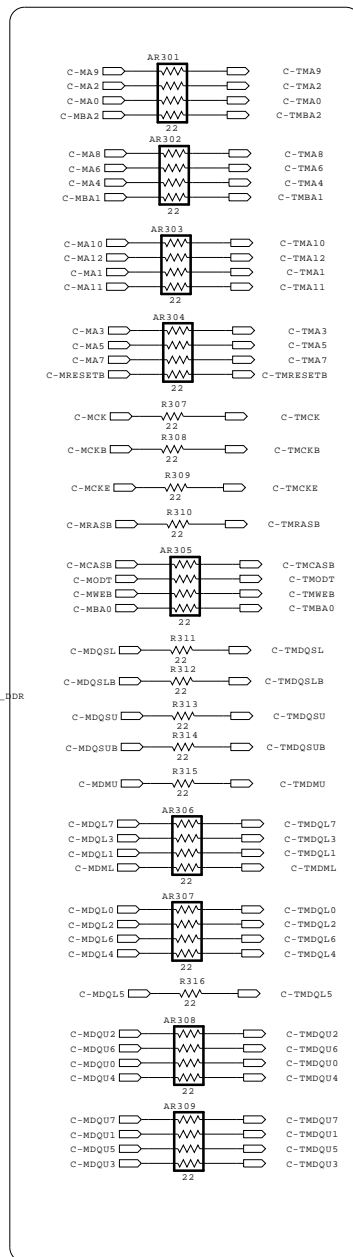 AR301
C-MA9 C-TMA9
C-MA2 C-TMA2
C-MA0 C-TMA0
C-MBA2 C-TMBA2
22
AR302
C-MA8 C-TMA8
C-MA6 C-TMA6
C-MA4 C-TMA4
C-MBA1 C-TMBA1
22
AR303
C-MA10 C-TMA10
C-MA12 C-TMA12
C-MA1 C-TMA1
C-MA11 C-TMA11
22
AR304
C-MA3 C-TMA3
C-MA5 C-TMA5
C-MA7 C-TMA7
C-MRESETB C-TMRESETB
22
R307
C-MCK C-TMCK
22
R308
C-MCKB C-TMCKB
22
R309
C-MCKE C-TMCKE
22
R310
C-MRASB C-TMRASB
22
AR305
C-MCASB C-TMCASB
C-MODT C-TMODT
C-MWEB C-TMWEB
C-MBA0 C-TMBA0
22
R311
C-MDQSL C-TMDQSL
22
R312
C-MDQSLB C-TMDQSLB
22
_DDR
R313
C-MDQSU C-TMDQSU
22
R314
C-MDQSUB C-TMDQSUB
22
R315
C-MDMU C-TMDMU
22
AR306
C-MDQL7 C-TMDQL7
C-MDQL3 C-TMDQL3
C-MDQL1 C-TMDQL1
C-MDML C-TMDML
22
AR307
C-MDQL0 C-TMDQL0
C-MDQL2 C-TMDQL2
C-MDQL6 C-TMDQL6
C-MDQL4 C-TMDQL4
22
R316
C-MDQL5 C-TMDQL5
22
AR308
C-MDQU2 C-TMDQU2
C-MDQU6 C-TMDQU6
C-MDQU0 C-TMDQU0
C-MDQU4 C-TMDQU4
22
AR309
C-MDQU7 C-TMDQU7
C-MDQU1 C-TMDQU1
C-MDQU5 C-TMDQU5
C-MDQU3 C-TMDQU3
22